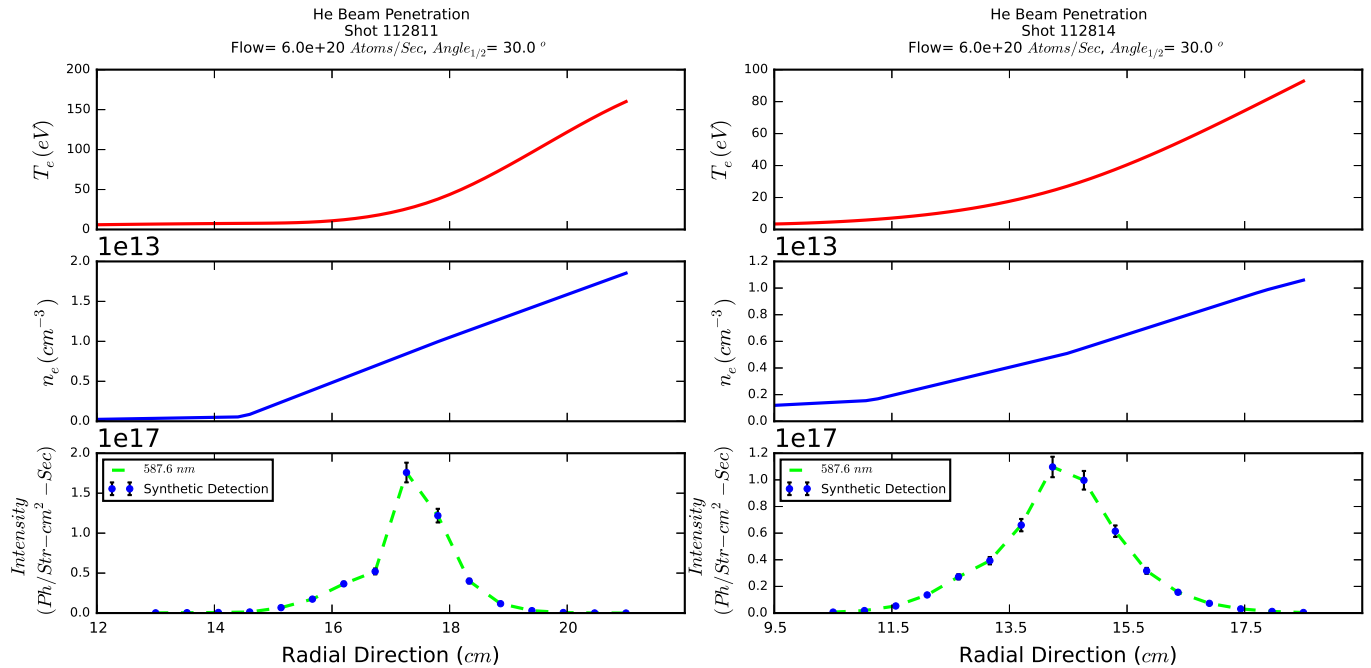 He Beam Penetration
Shot 112811
Flow= 6.0e+20 Atoms/Sec, Angle1/2= 30.0 o
200
150
100
50
0
Te (eV)
1e13
2.0
1.5
1.0
0.5
0.0
ne (cm−3)
1e17
2.0
1.5
1.0
0.5
0.0
Intensity
(Ph/Str−cm2−Sec)
587.6 nm
Synthetic Detection
12
14
16
18
20
Radial Direction (cm)
He Beam Penetration
Shot 112814
Flow= 6.0e+20 Atoms/Sec, Angle1/2= 30.0 o
100
80
60
40
20
0
Te (eV)
1e13
1.2
1.0
0.8
0.6
0.4
0.2
0.0
ne (cm−3)
1e17
1.2
1.0
0.8
0.6
0.4
0.2
0.0
Intensity
(Ph/Str−cm2−Sec)
587.6 nm
Synthetic Detection
9.5
11.5
13.5
15.5
17.5
Radial Direction (cm)